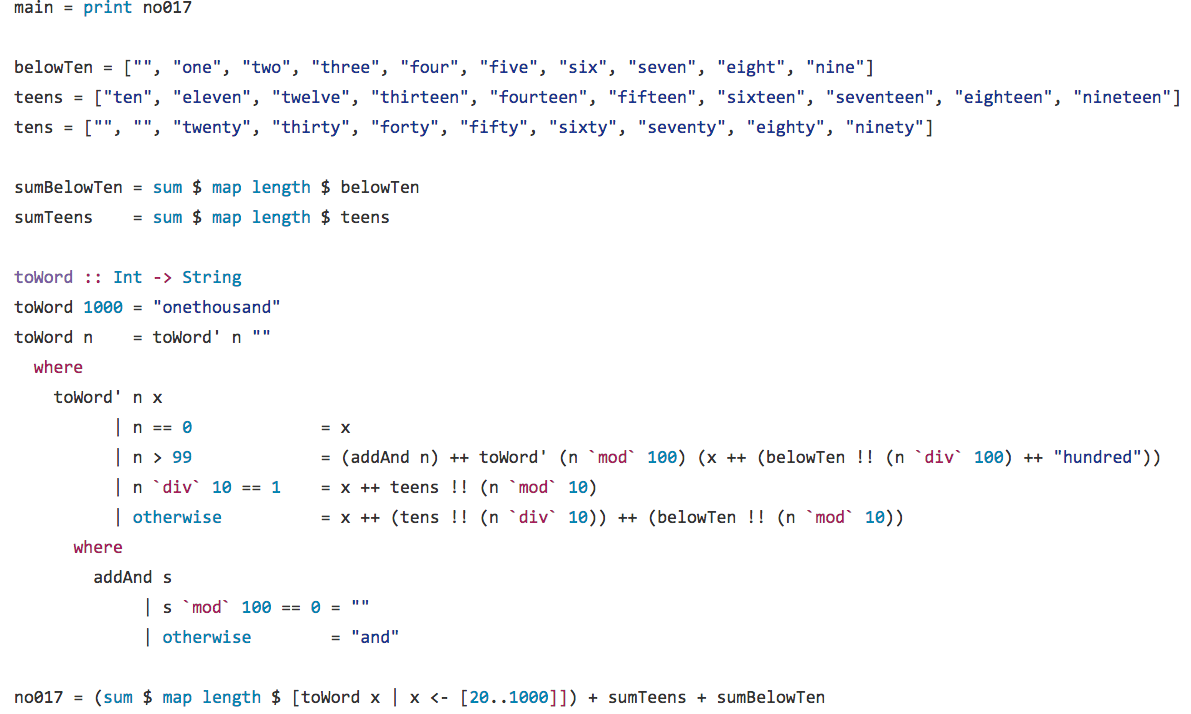 main = print no017

belowTen = ["", "one", "two", "three", "four", "five", "six", "seven", "eight", "nine"]
teens = ["ten", "eleven", "twelve", "thirteen", "fourteen", "fifteen", "sixteen", "seventeen", "eighteen", "nineteen"]
tens = ["", "", "twenty", "thirty", "forty", "fifty", "sixty", "seventy", "eighty", "ninety"]

sumBelowTen = sum $ map length $ belowTen
sumTeens    = sum $ map length $ teens

toWord :: Int -> String
toWord 1000 = "onethousand"
toWord n    = toWord' n ""
  where
    toWord' n x
          | n == 0             = x
          | n > 99             = (addAnd n) ++ toWord' (n `mod` 100) (x ++ (belowTen !! (n `div` 100) ++ "hundred"))
          | n `div` 10 == 1    = x ++ teens !! (n `mod` 10)
          | otherwise          = x ++ (tens !! (n `div` 10)) ++ (belowTen !! (n `mod` 10))
      where
        addAnd s
             | s `mod` 100 == 0 = ""
             | otherwise        = "and"

no017 = (sum $ map length $ [toWord x | x <- [20..1000]]) + sumTeens + sumBelowTen